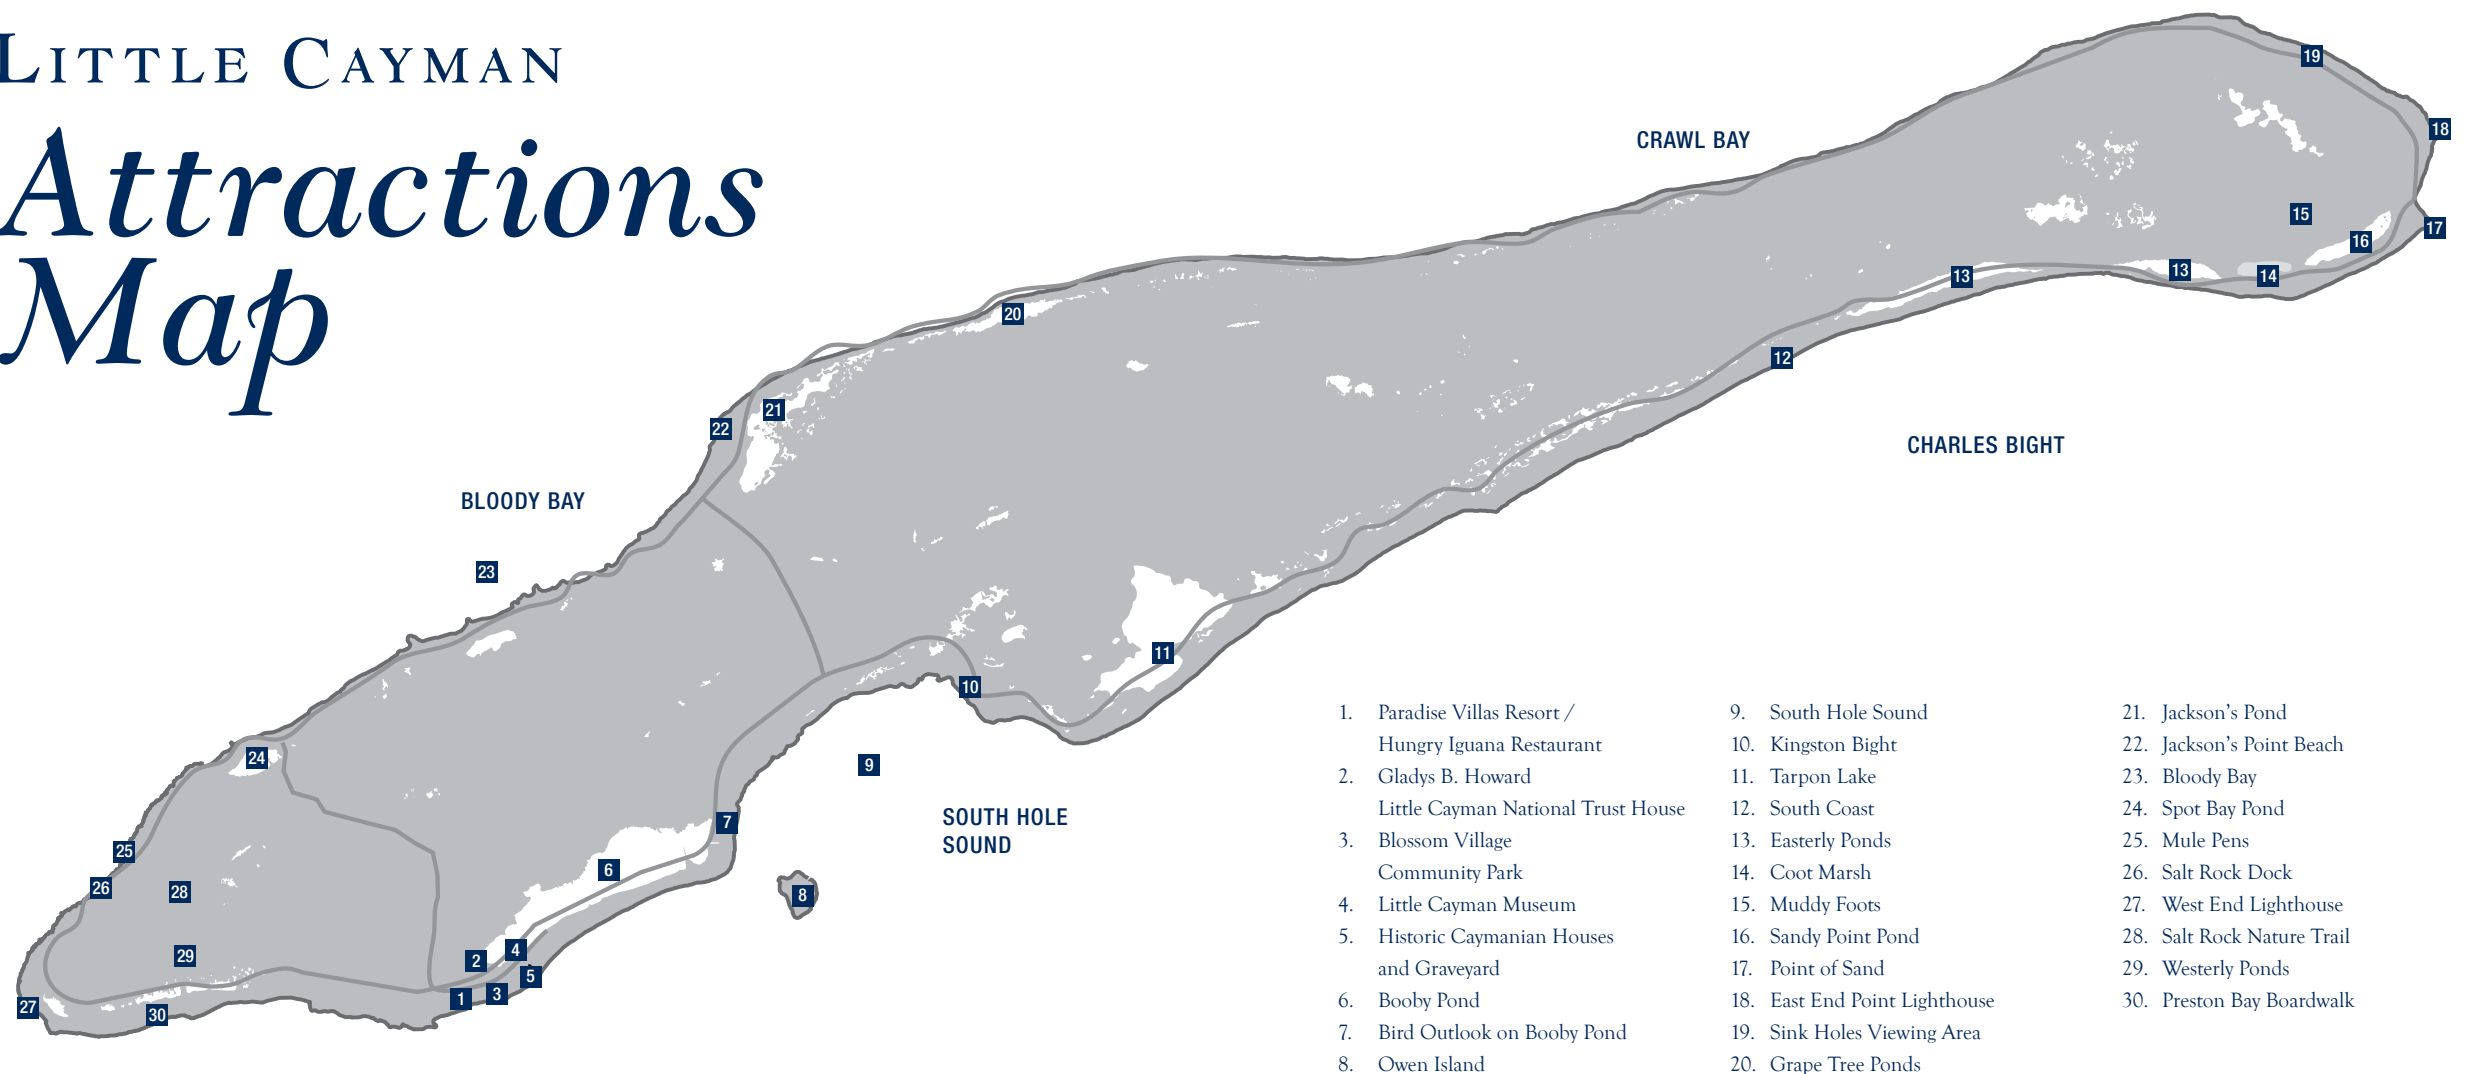 LITTLE CAYMAN
Attractions
Map
CRAWL BAY
CHARLES BIGHT
BLOODY BAY
SOUTH HOLE
SOUND
19
18
15
17
16
13
13
14
20
12
21
22
23
11
10
24
9
7
25
6
26
28
8
29
4
2
5
3
1
27
30
1. Paradise Villas Resort /
Hungry Iguana Restaurant
2. Gladys B. Howard
Little Cayman National Trust House
3. Blossom Village
Community Park
4. Little Cayman Museum
5. Historic Caymanian Houses
and Graveyard
6. Booby Pond
7. Bird Outlook on Booby Pond
8. Owen Island
9. South Hole Sound
10. Kingston Bight
11. Tarpon Lake
12. South Coast
13. Easterly Ponds
14. Coot Marsh
15. Muddy Foots
16. Sandy Point Pond
17. Point of Sand
18. East End Point Lighthouse
19. Sink Holes Viewing Area
20. Grape Tree Ponds
21. Jackson's Pond
22. Jackson's Point Beach
23. Bloody Bay
24. Spot Bay Pond
25. Mule Pens
26. Salt Rock Dock
27. West End Lighthouse
28. Salt Rock Nature Trail
29. Westerly Ponds
30. Preston Bay Boardwalk